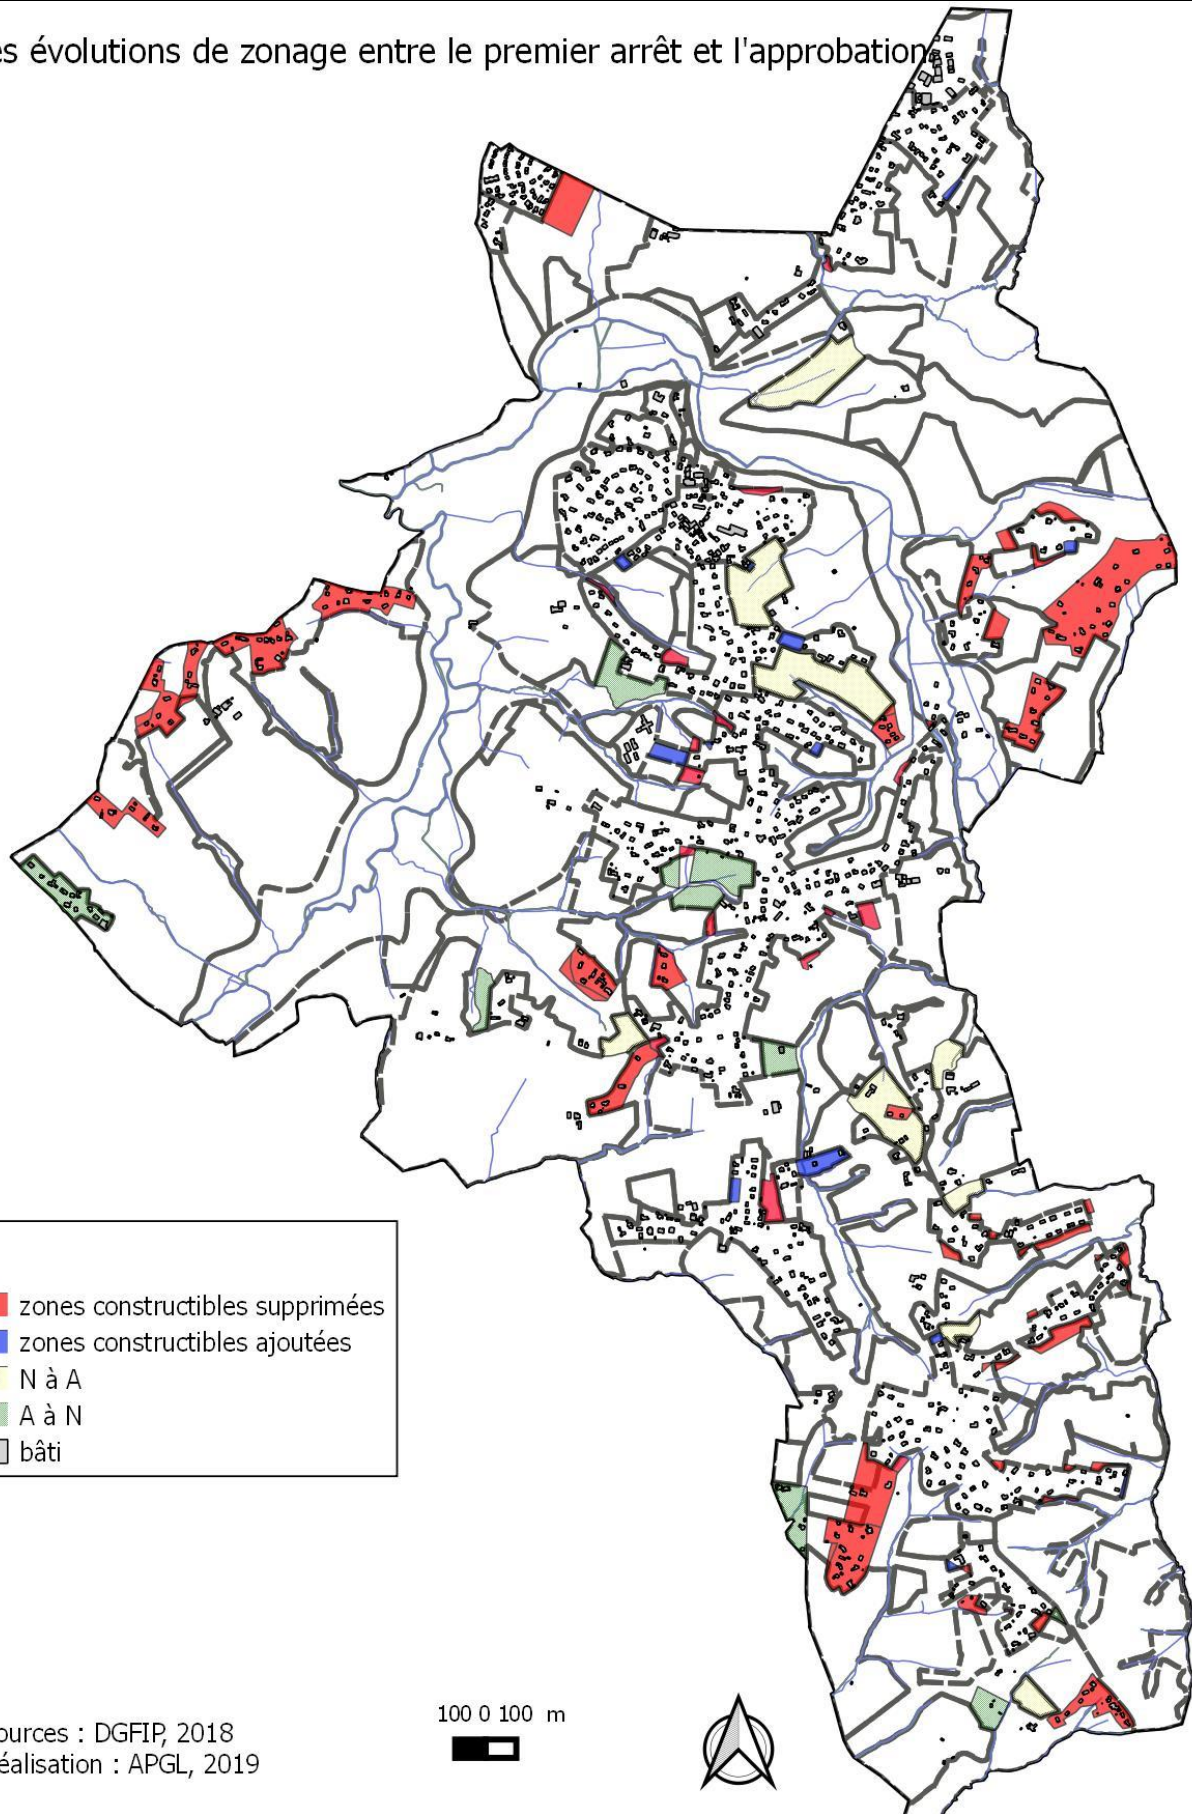 es évolutions de zonage entre le premier arrêt et l'approbation
zones constructibles supprimées
zones constructibles ajoutées
N à A
A à N
bâti
100 0 100 m
ources : DGFIP, 2018
éalisation : APGL, 2019